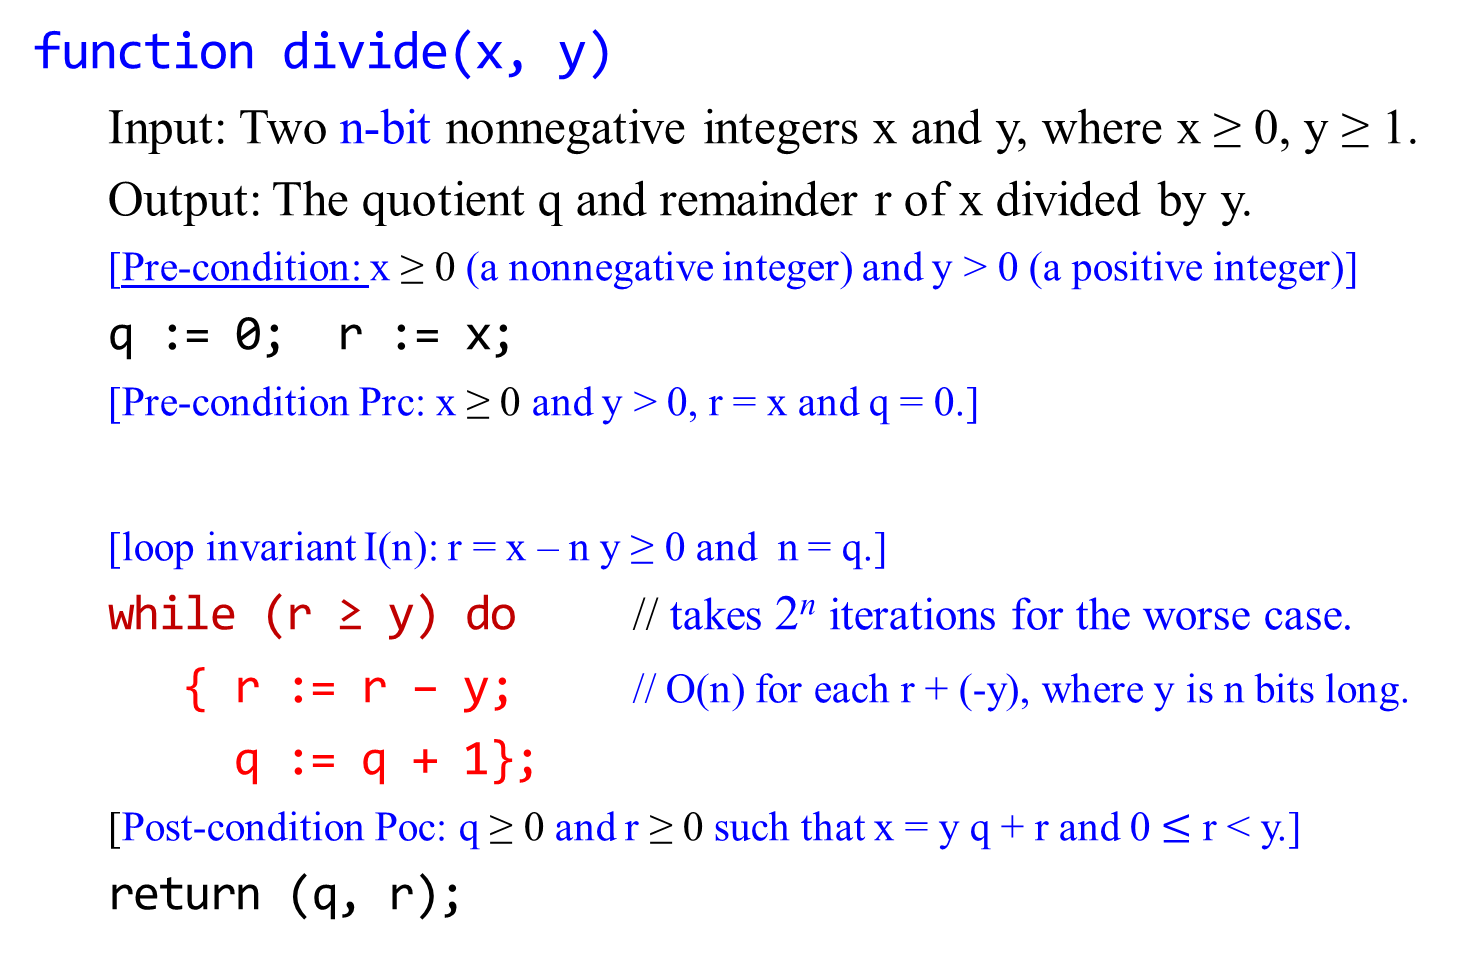 function divide(x, y)
Input: Two n-bit nonnegative integers x and y, where x ≥ 0, y ≥ 1.
Output: The quotient q and remainder r of x divided by y.
[Pre-condition: x ≥ 0 (a nonnegative integer) and y > 0 (a positive integer)]
q := 0;  r := x;
[Pre-condition Prc: x ≥ 0 and y > 0, r = x and q = 0.]
[loop invariant I(n): r = x – n y ≥ 0 and  n = q.]
while (r ≥ y) do // takes 2ⁿ iterations for the worse case.
{ r := r – y; // O(n) for each r + (-y), where y is n bits long.
q := q + 1};
[Post-condition Poc: q ≥ 0 and r ≥ 0 such that x = y q + r and 0 ≤ r < y.]
return (q, r);